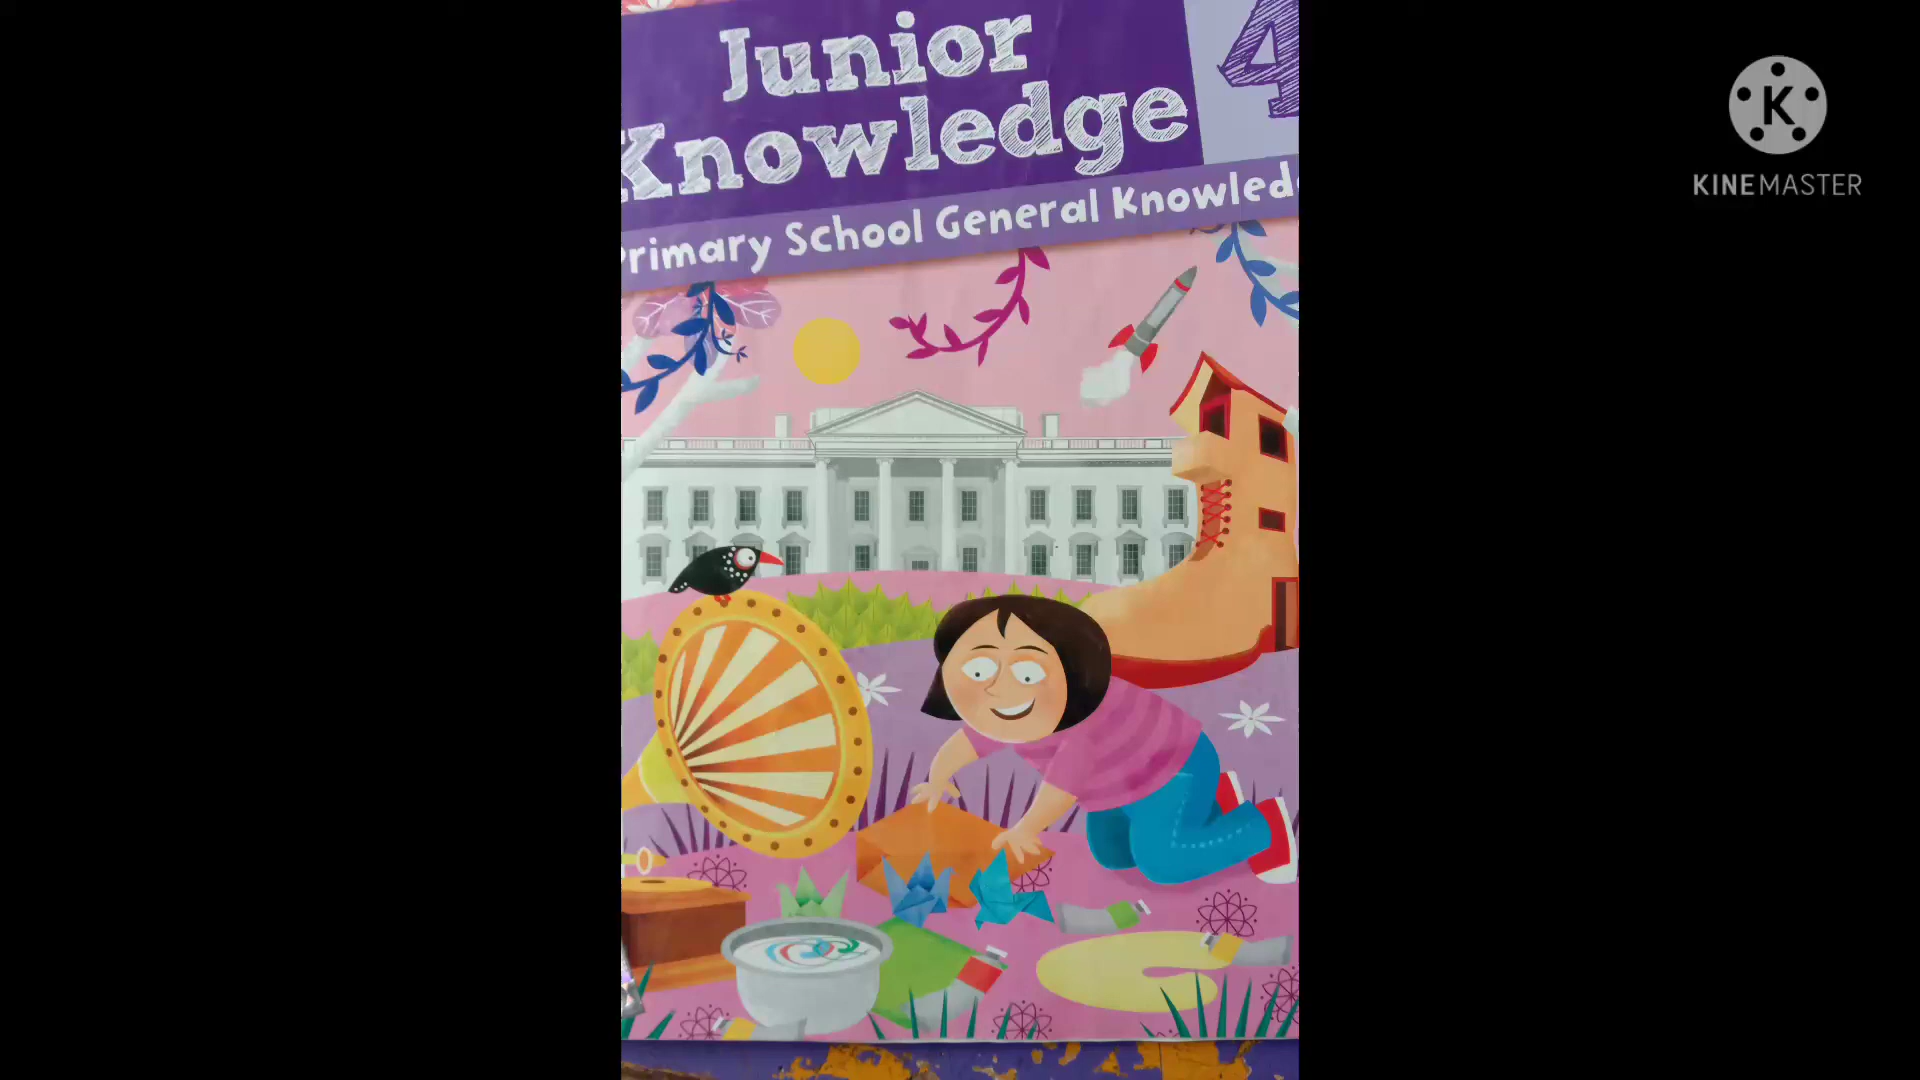 Junior
Knowledge
4
Primary School General Knowled
K
KINEMASTER